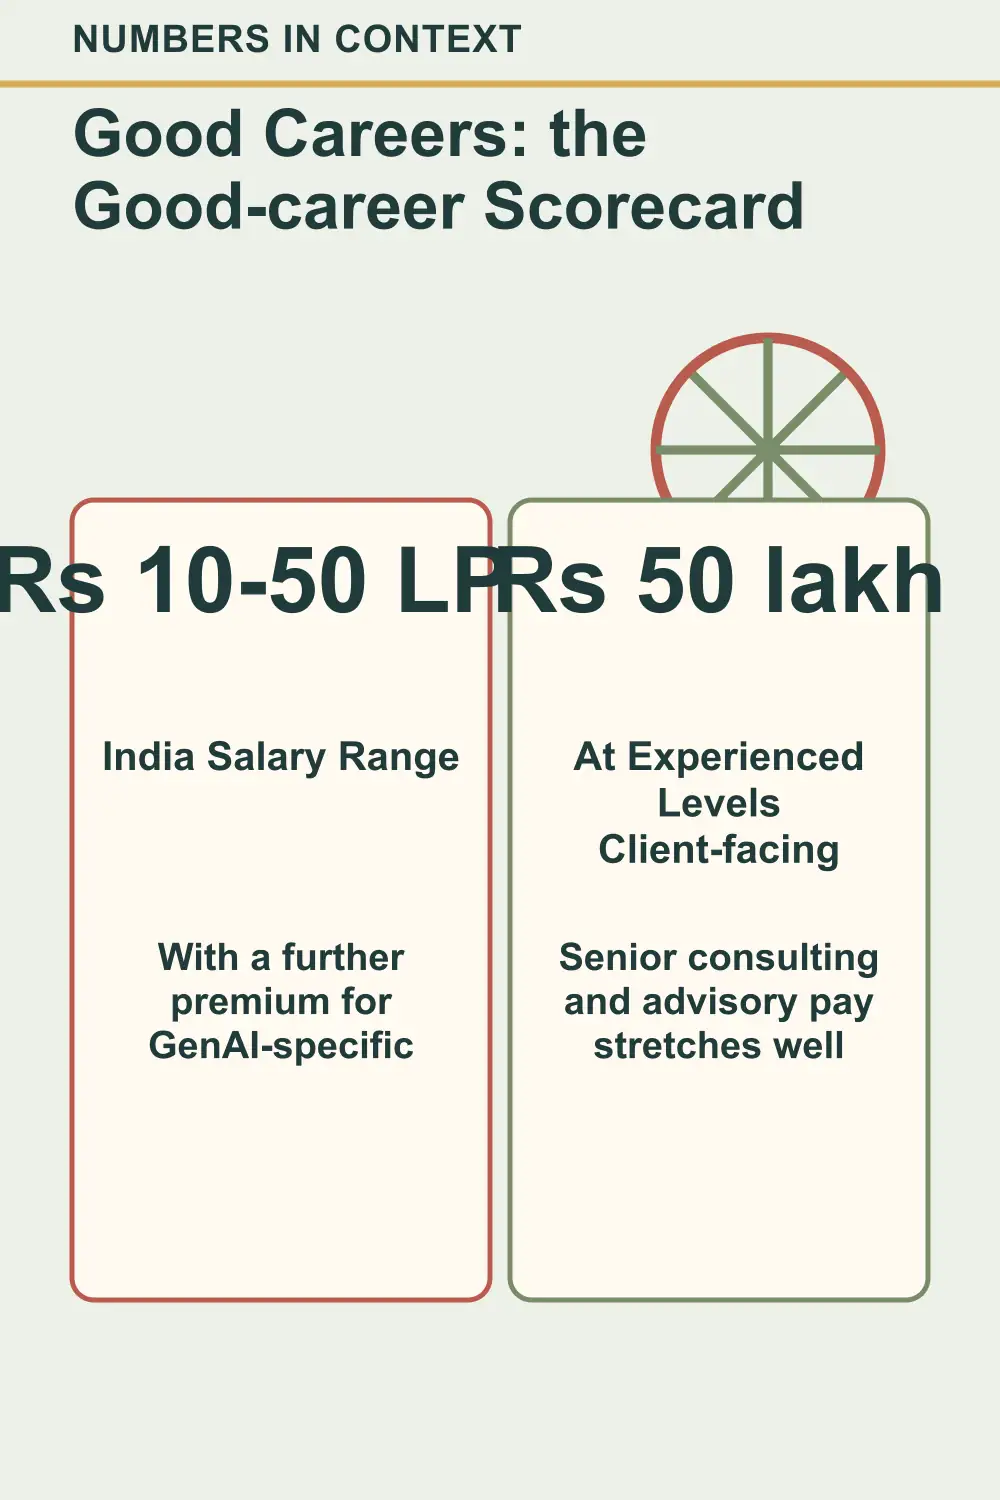 NUMBERS IN CONTEXT
Good Careers: the
Good-career Scorecard
Rs 10-50 LP
Rs 50 lakh
India Salary Range
With a further
premium for
GenAI-specific
At Experienced
Levels
Client-facing
Senior consulting
and advisory pay
stretches well